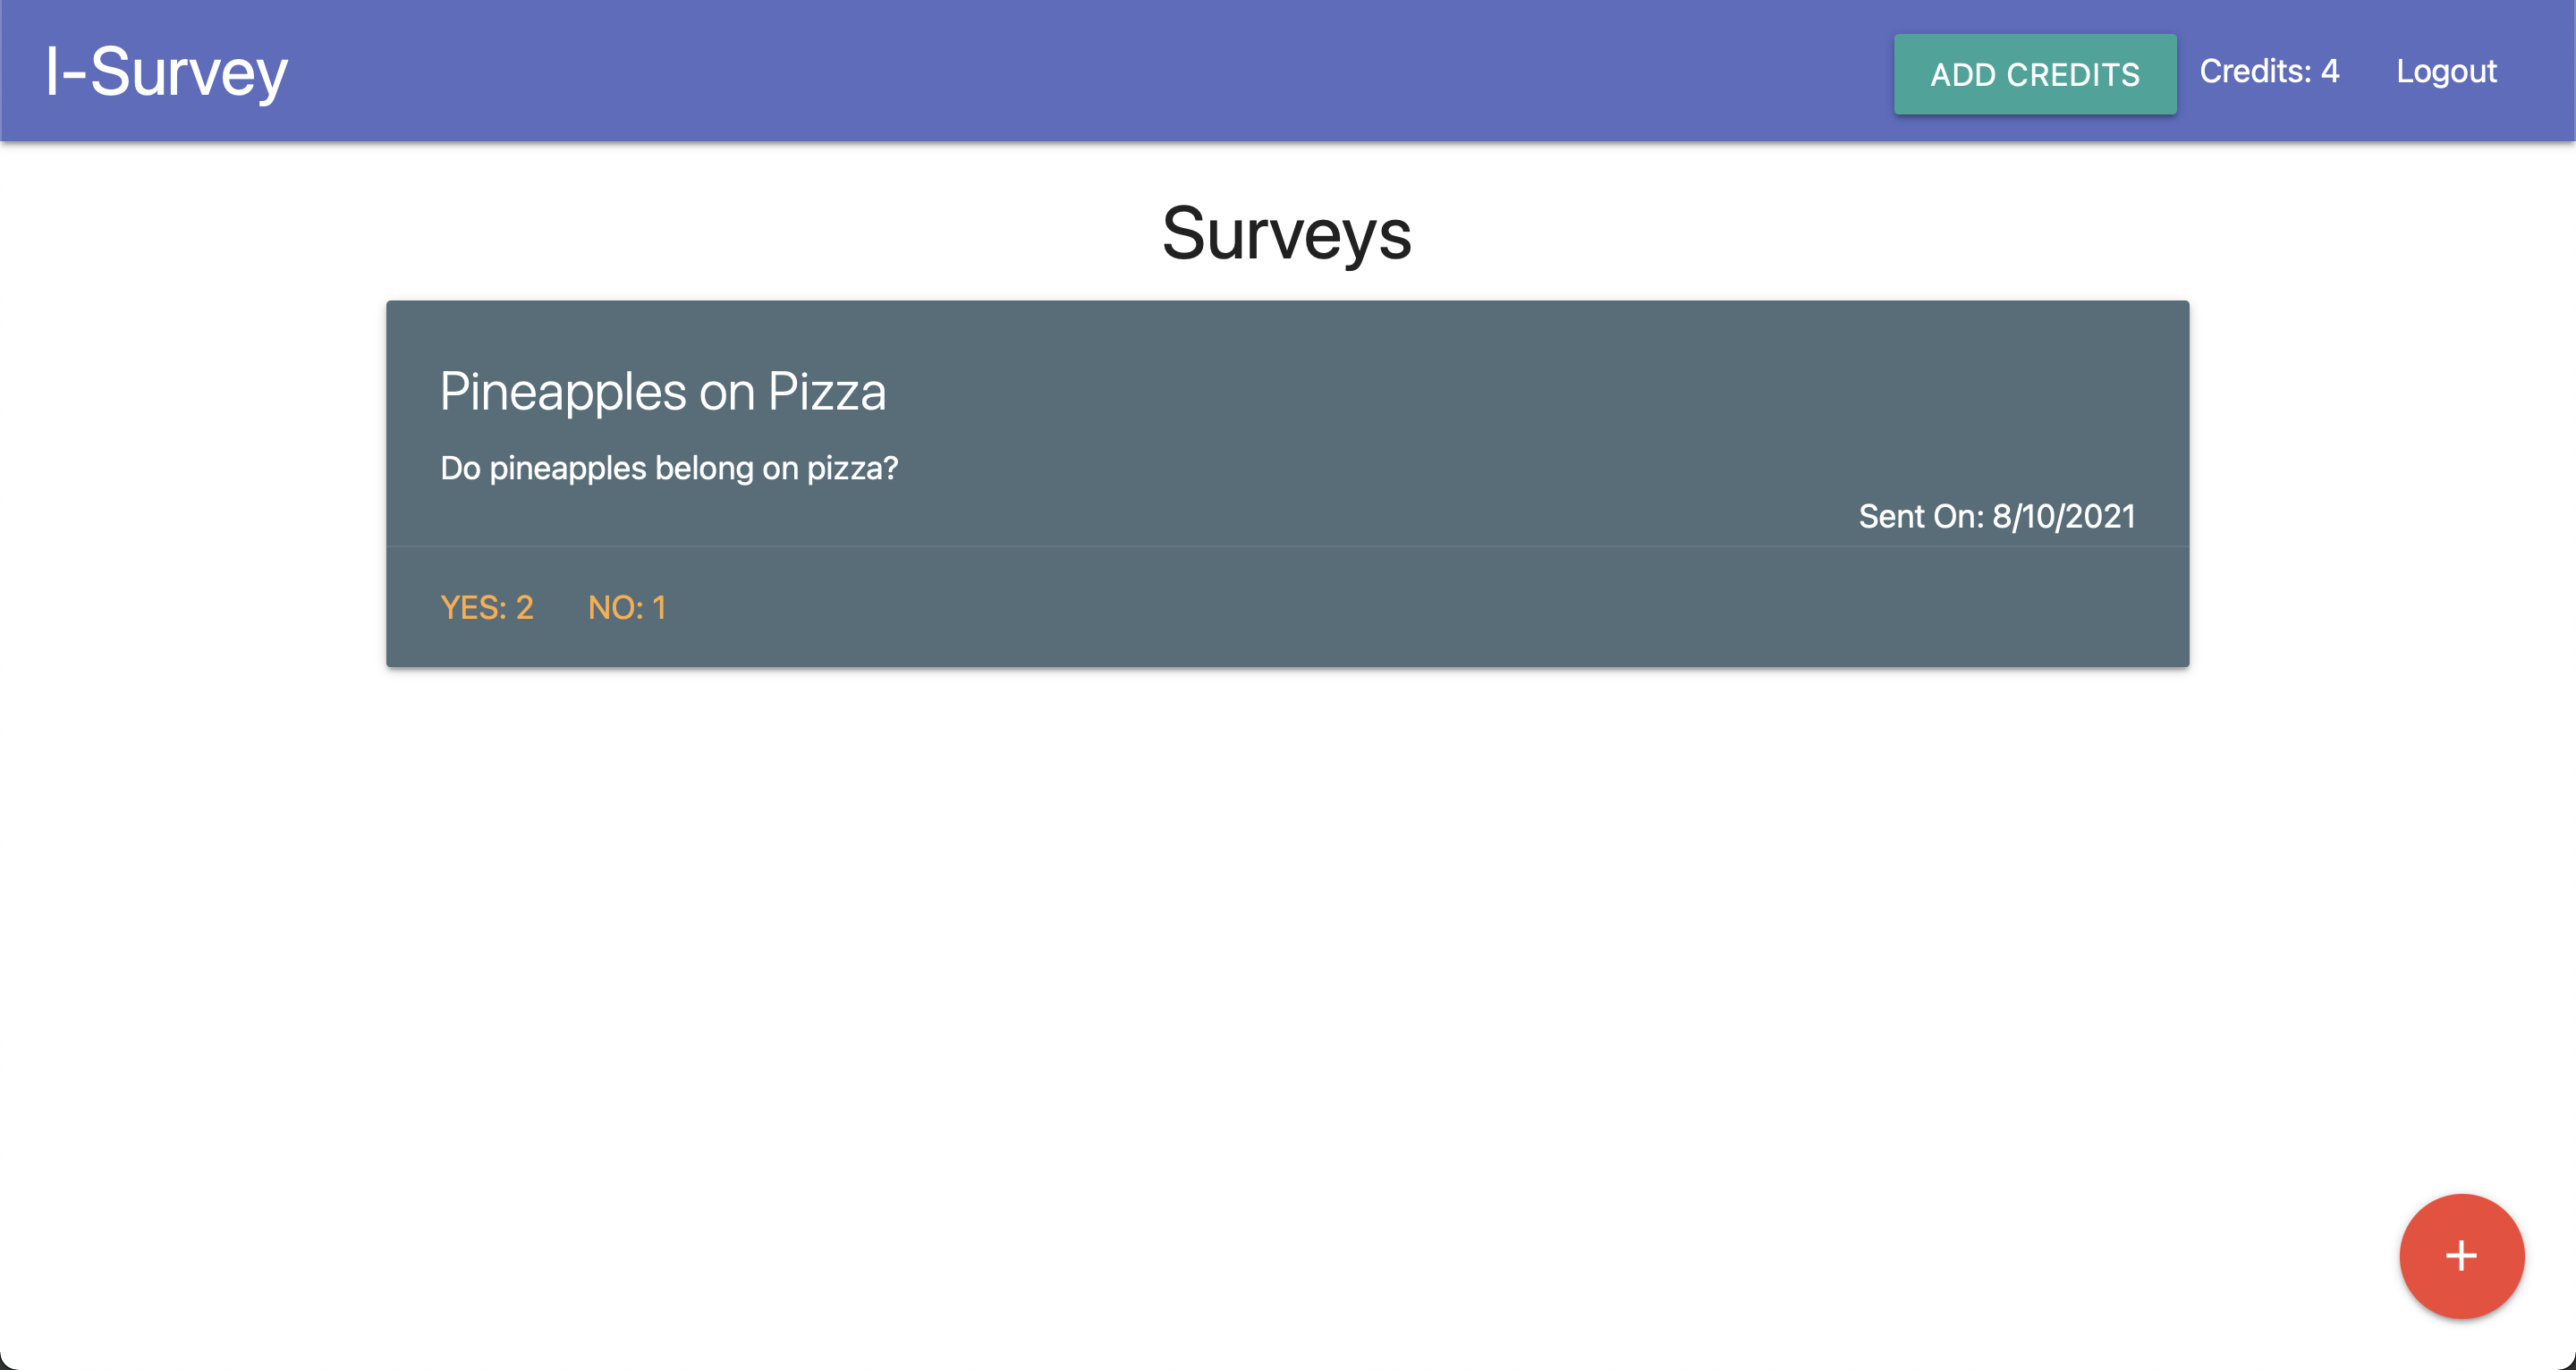 I-Survey
ADD CREDITS Credits: 4 Logout
Surveys
Pineapples on Pizza
Do pineapples belong on pizza?
Sent On: 8/10/2021
YES: 2 NO: 1
+